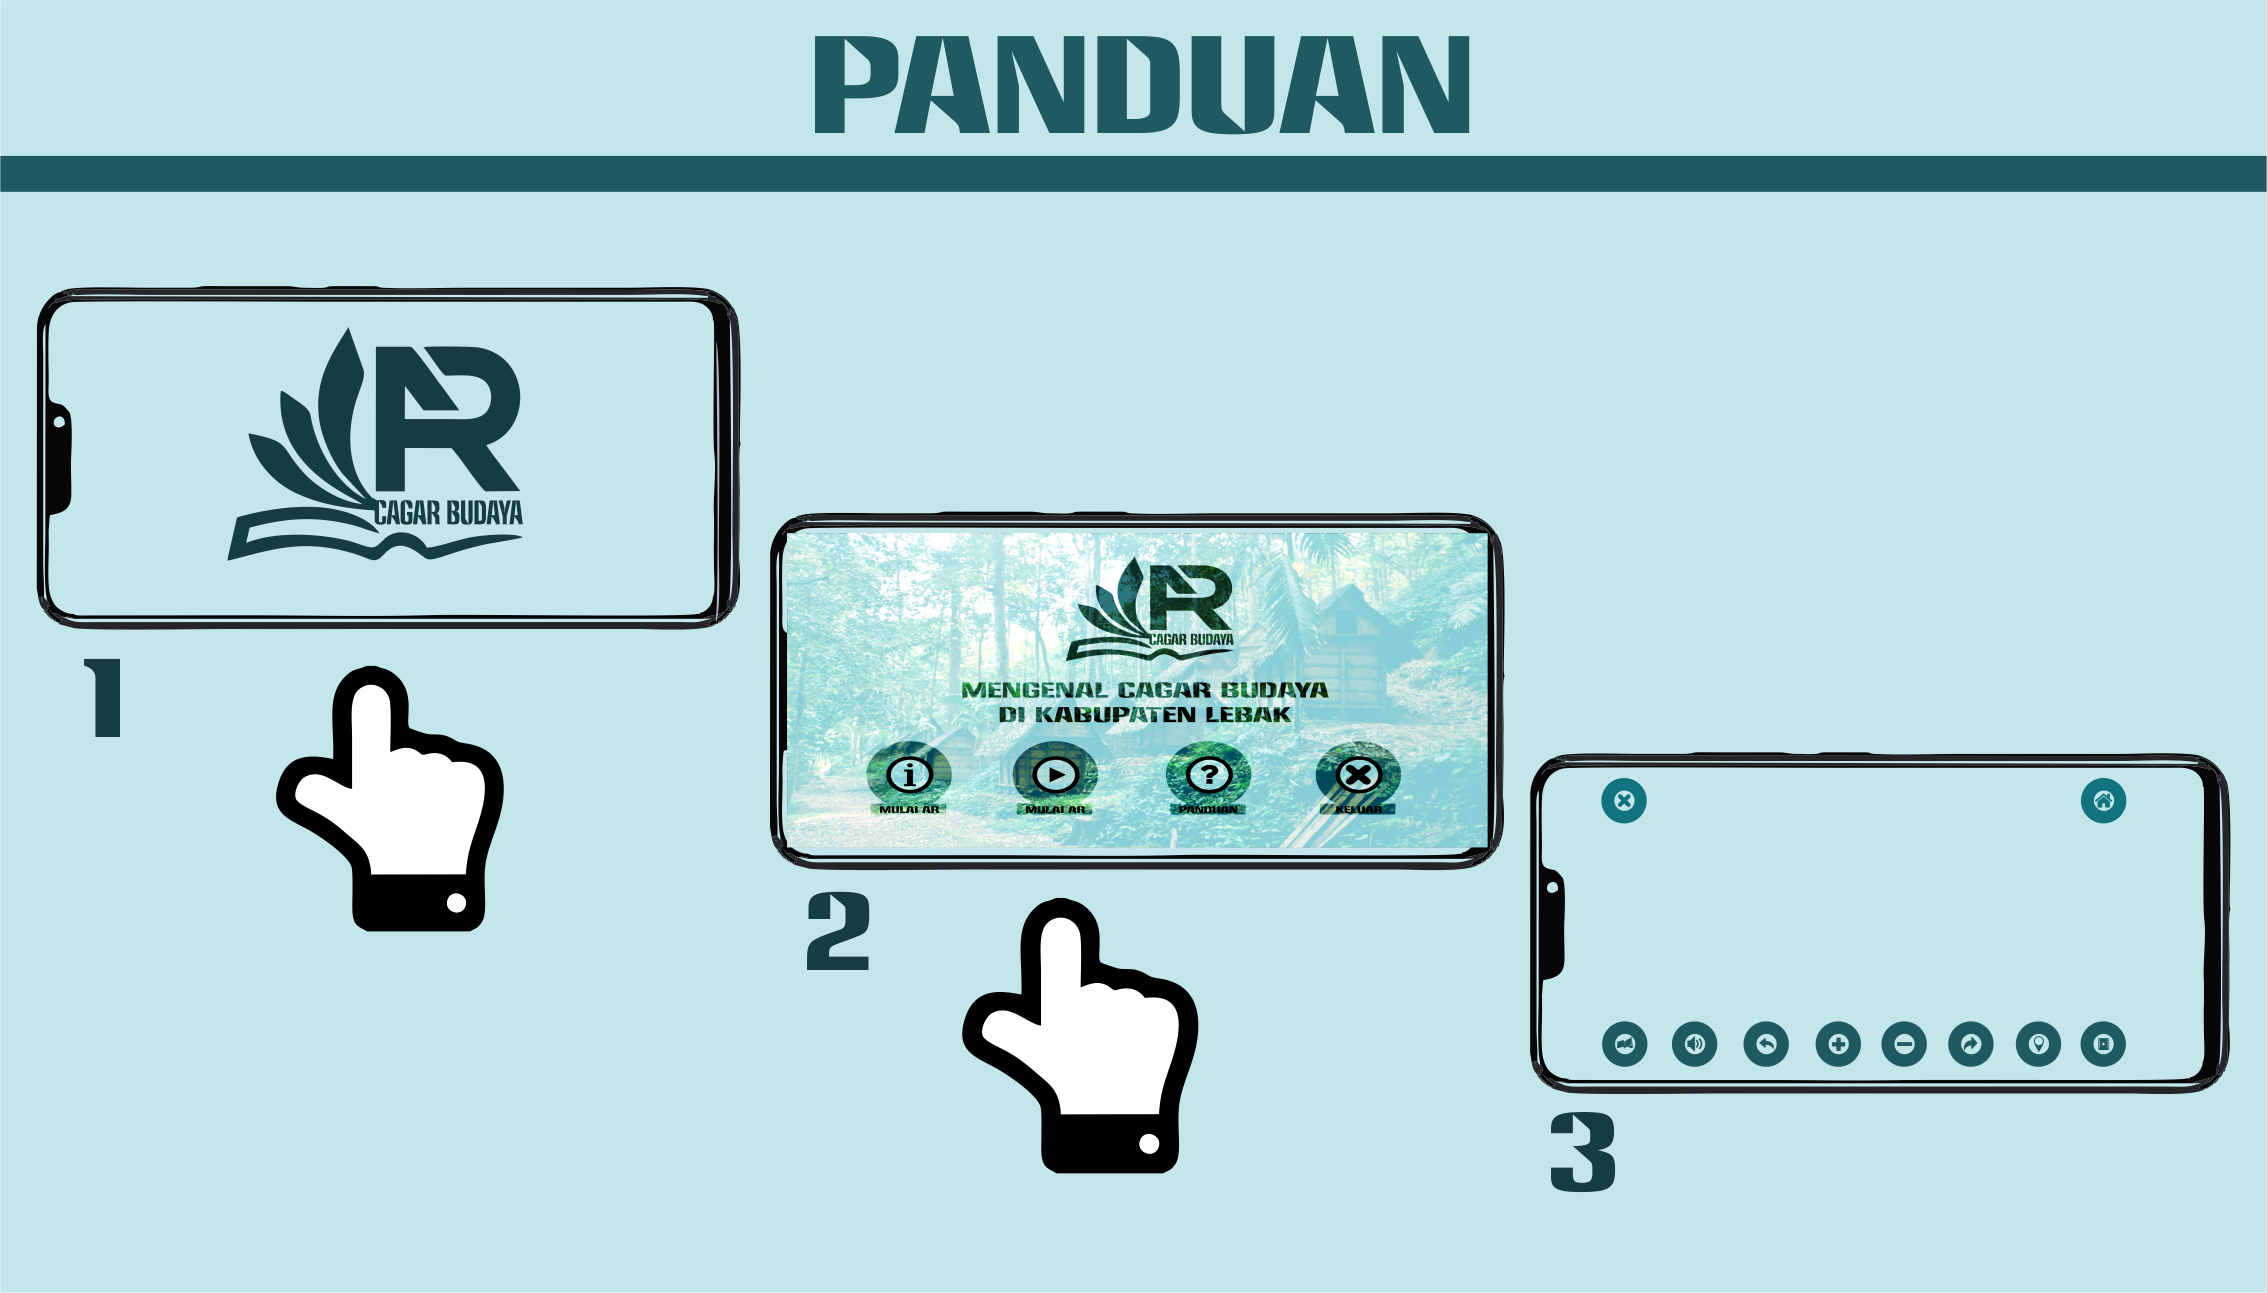 PANDUAN
AR
CAGAR BUDAYA
1
AR
CAGAR BUDAYA
MENGENAL CAGAR BUDAYA
DI KABUPATEN LEBAK
MULAI AR MULAI AR PANDUAN KELUAR
2
3